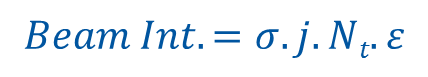 Beam Int. = σ. j. Nₜ. ε